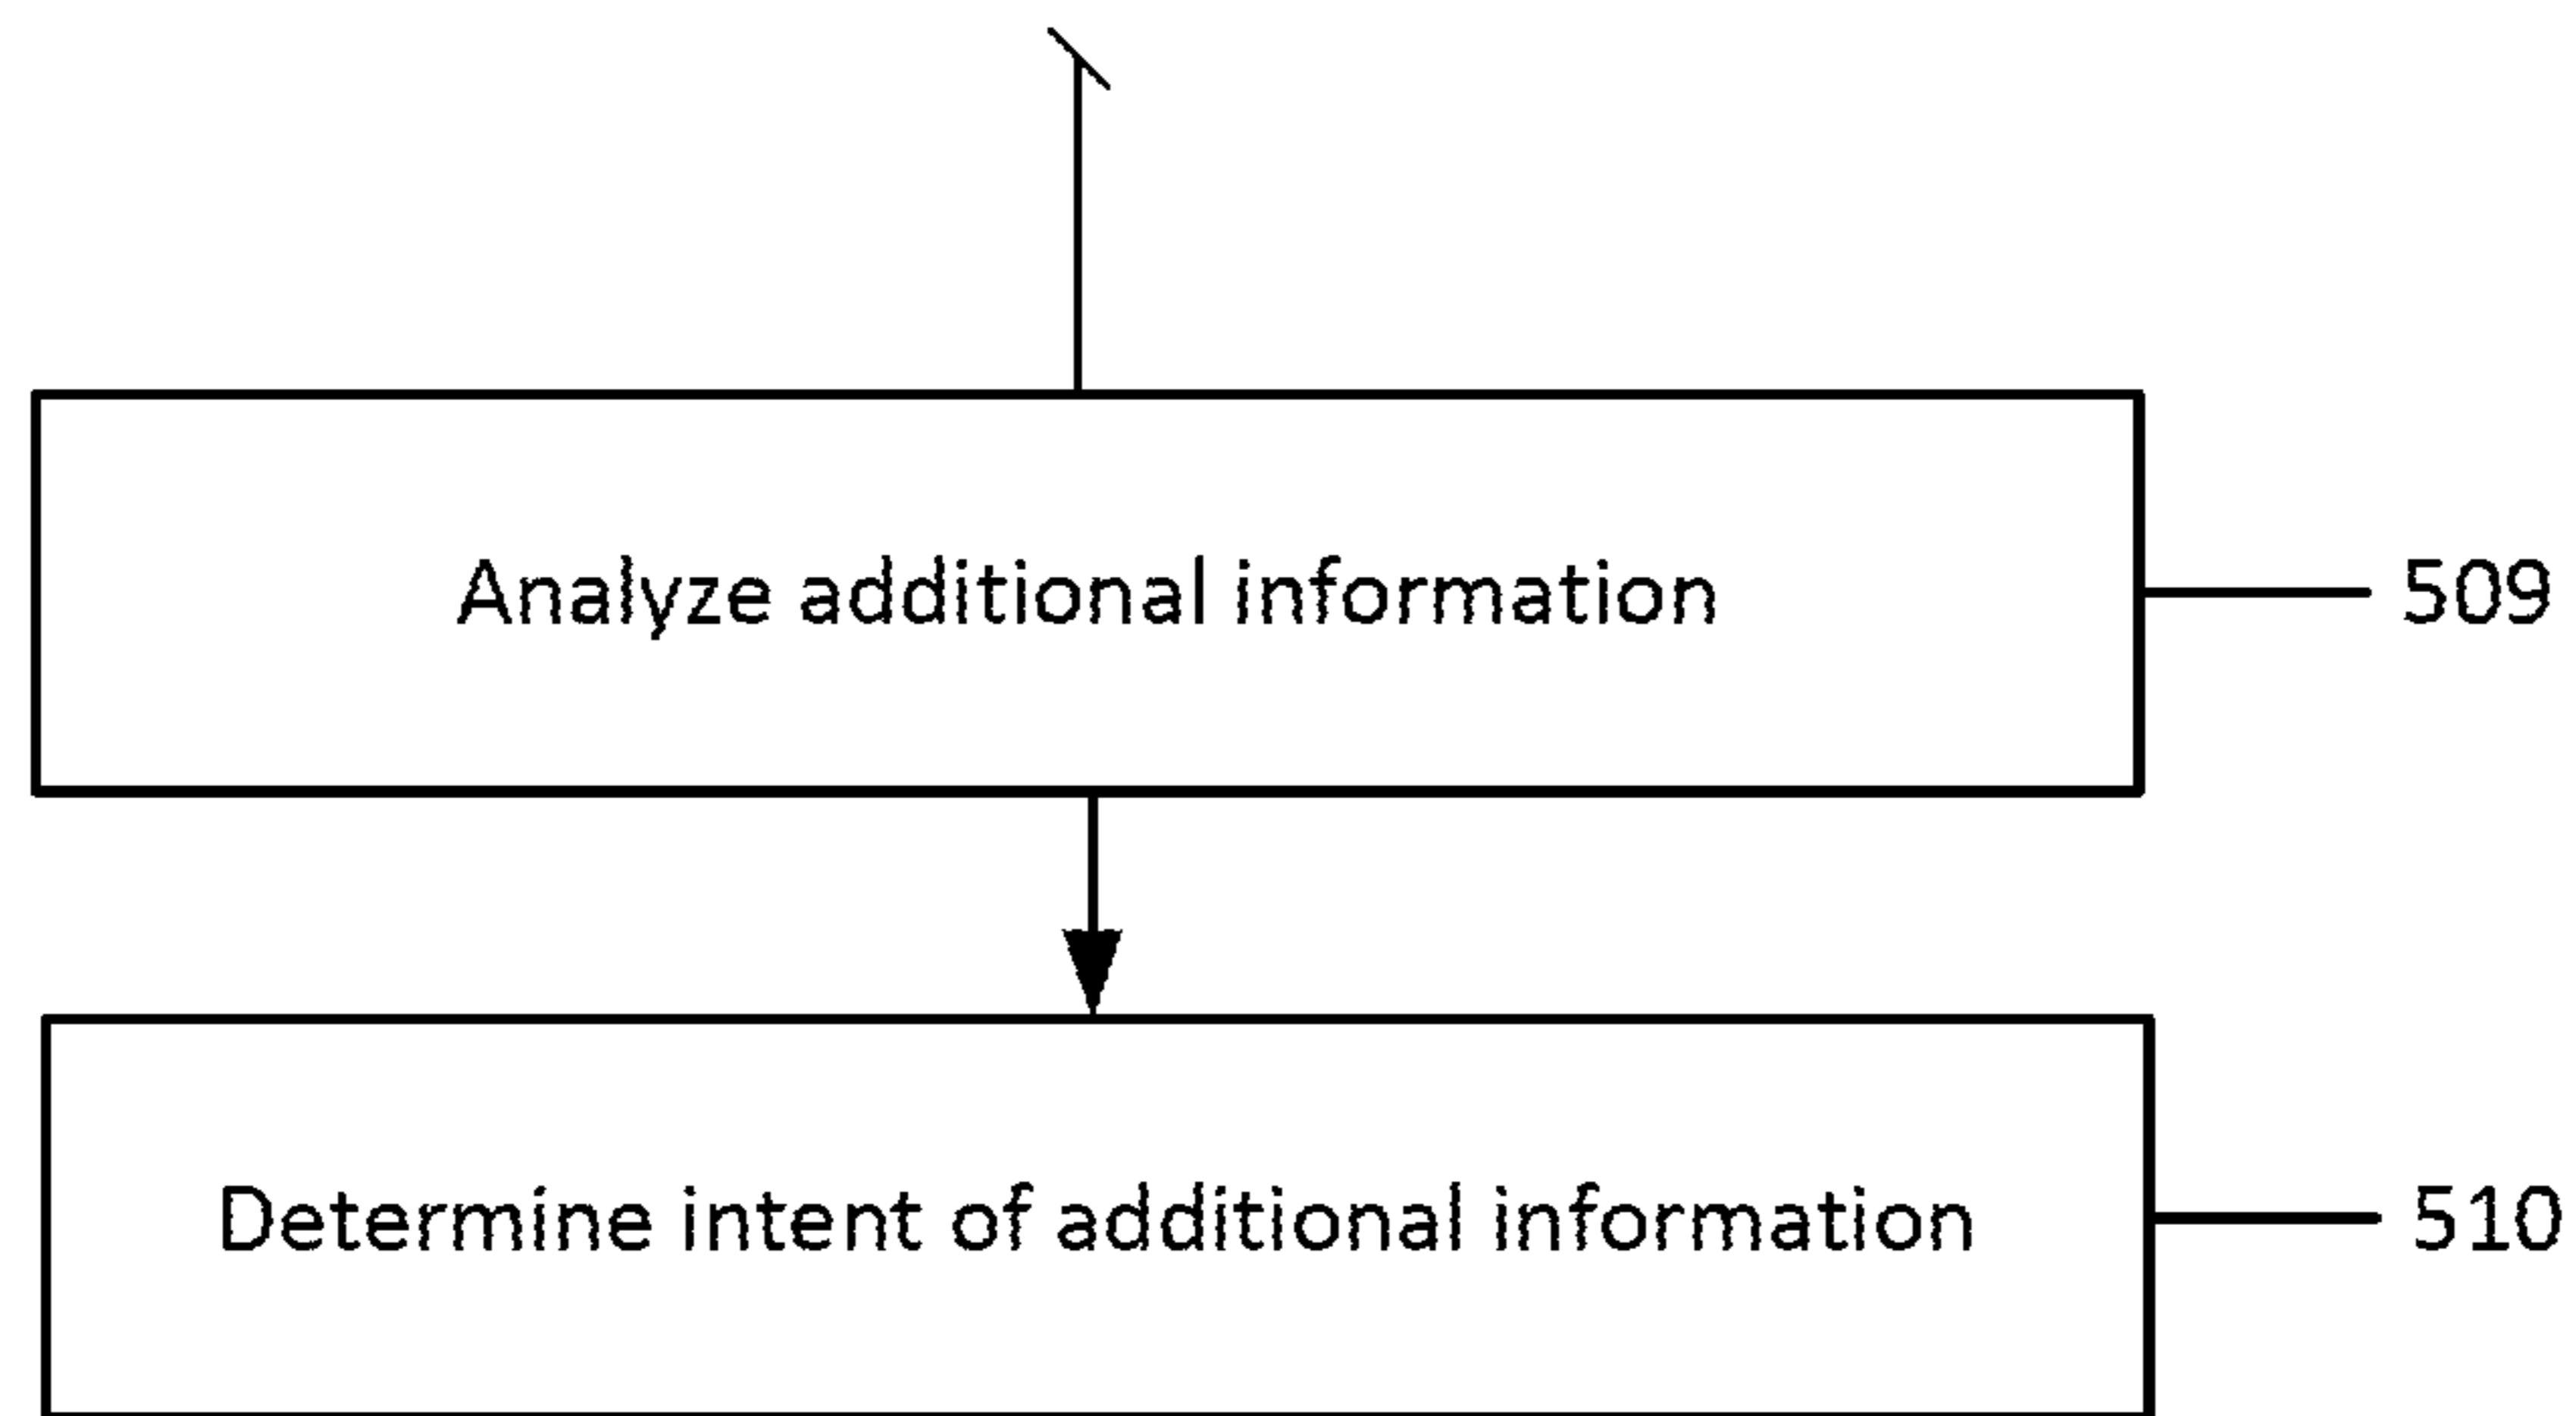 Analyze additional information
509
Determine intent of additional information
510